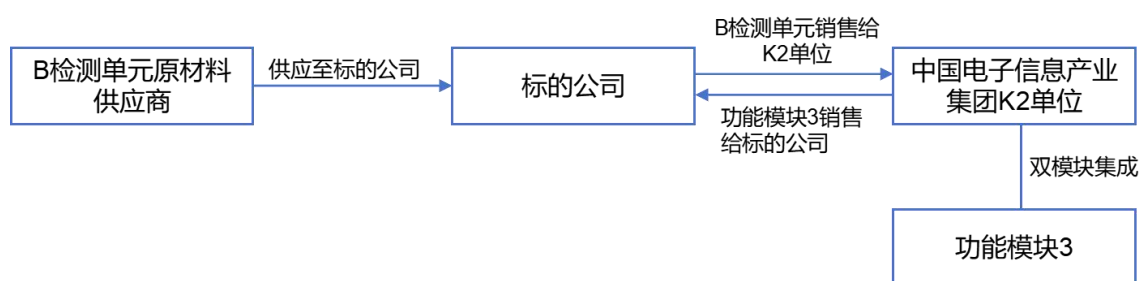 B检测单元原材料
供应商
供应至标的公司
标的公司
B检测单元销售给
K2单位
功能模块3销售
给标的公司
中国电子信息产业
集团K2单位
双模块集成
功能模块3